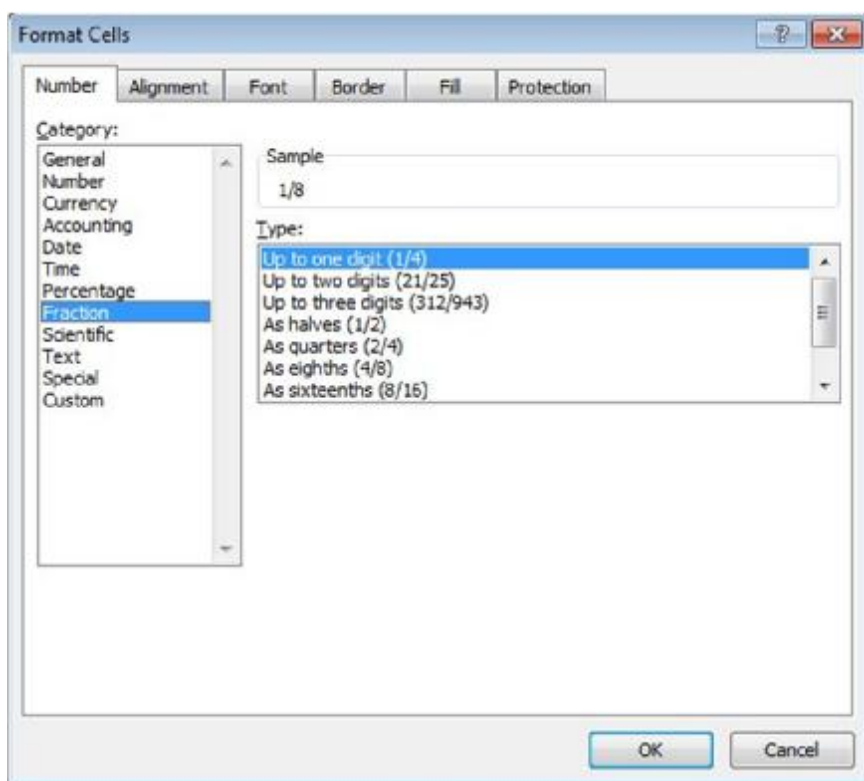 Format Cells
Number Alignment Font Border Fill Protection
Category:
General
Number
Currency
Accounting
Date
Time
Percentage
Fraction
Scientific
Text
Special
Custom
Sample
1/8
Type:
Up to one digit (1/4)
Up to two digits (21/25)
Up to three digits (312/943)
As halves (1/2)
As quarters (2/4)
As eighths (4/8)
As sixteenths (8/16)
OK Cancel